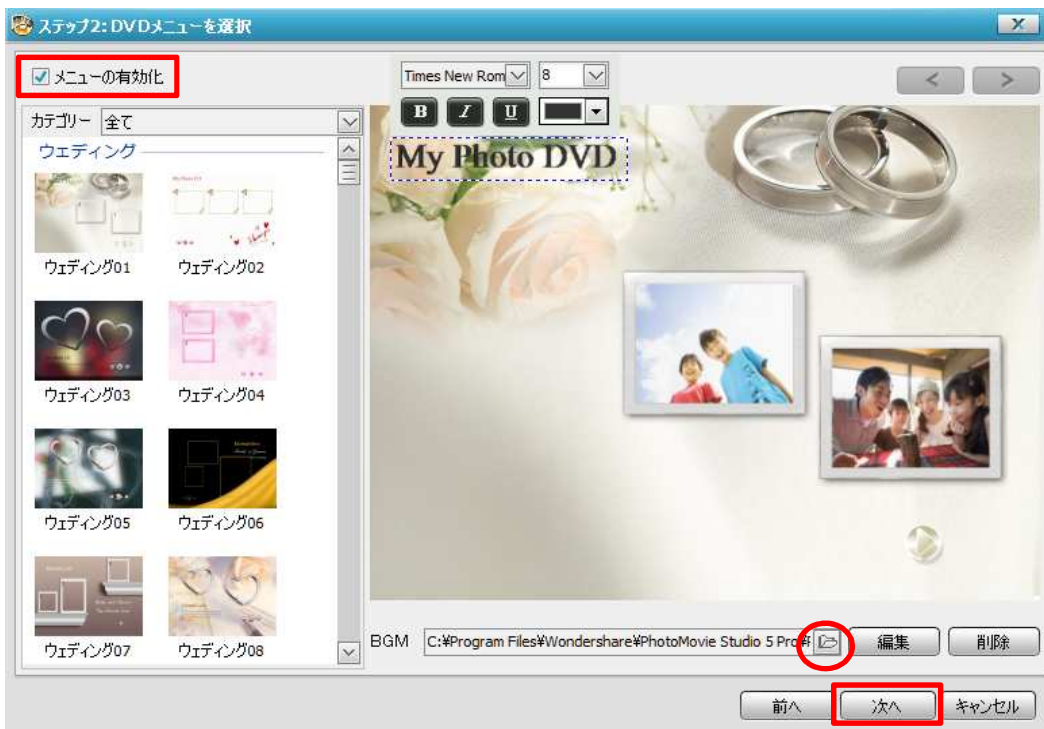 ステップ2: DVDメニューを選択
メニューの有効化
Times New Rom 8
B I U
< >
カテゴリー 全て
ウェディング
My Photo DVD
ウェディング01 ウェディング02
ウェディング03 ウェディング04
ウェディング05 ウェディング06
ウェディング07 ウェディング08
BGM C:¥Program Files¥Wondershare¥PhotoMovie Studio 5 Pro¥ 編集 削除
前へ 次へ キャンセル